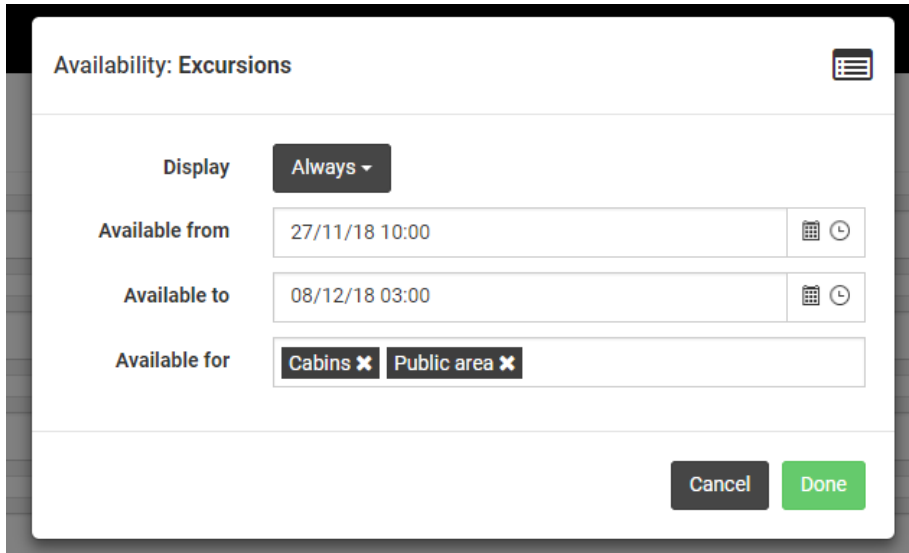 Availability: Excursions
Display Always
Available from 27/11/18 10:00
Available to 08/12/18 03:00
Available for Cabins ✖ Public area ✖
Cancel Done